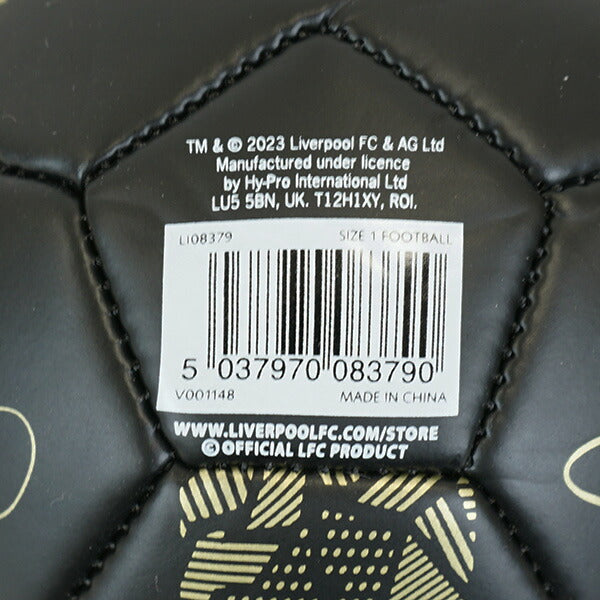 TM & © 2023 Liverpool FC & AG Ltd
Manufactured under licence
by Hy-Pro International Ltd
LU5 5BN, UK. T12H1XY, ROI.
LI08379 SIZE 1 FOOTBALL
5 037970 083790
V001148 MADE IN CHINA
WWW.LIVERPOOLFC.COM/STORE
© OFFICIAL LFC PRODUCT